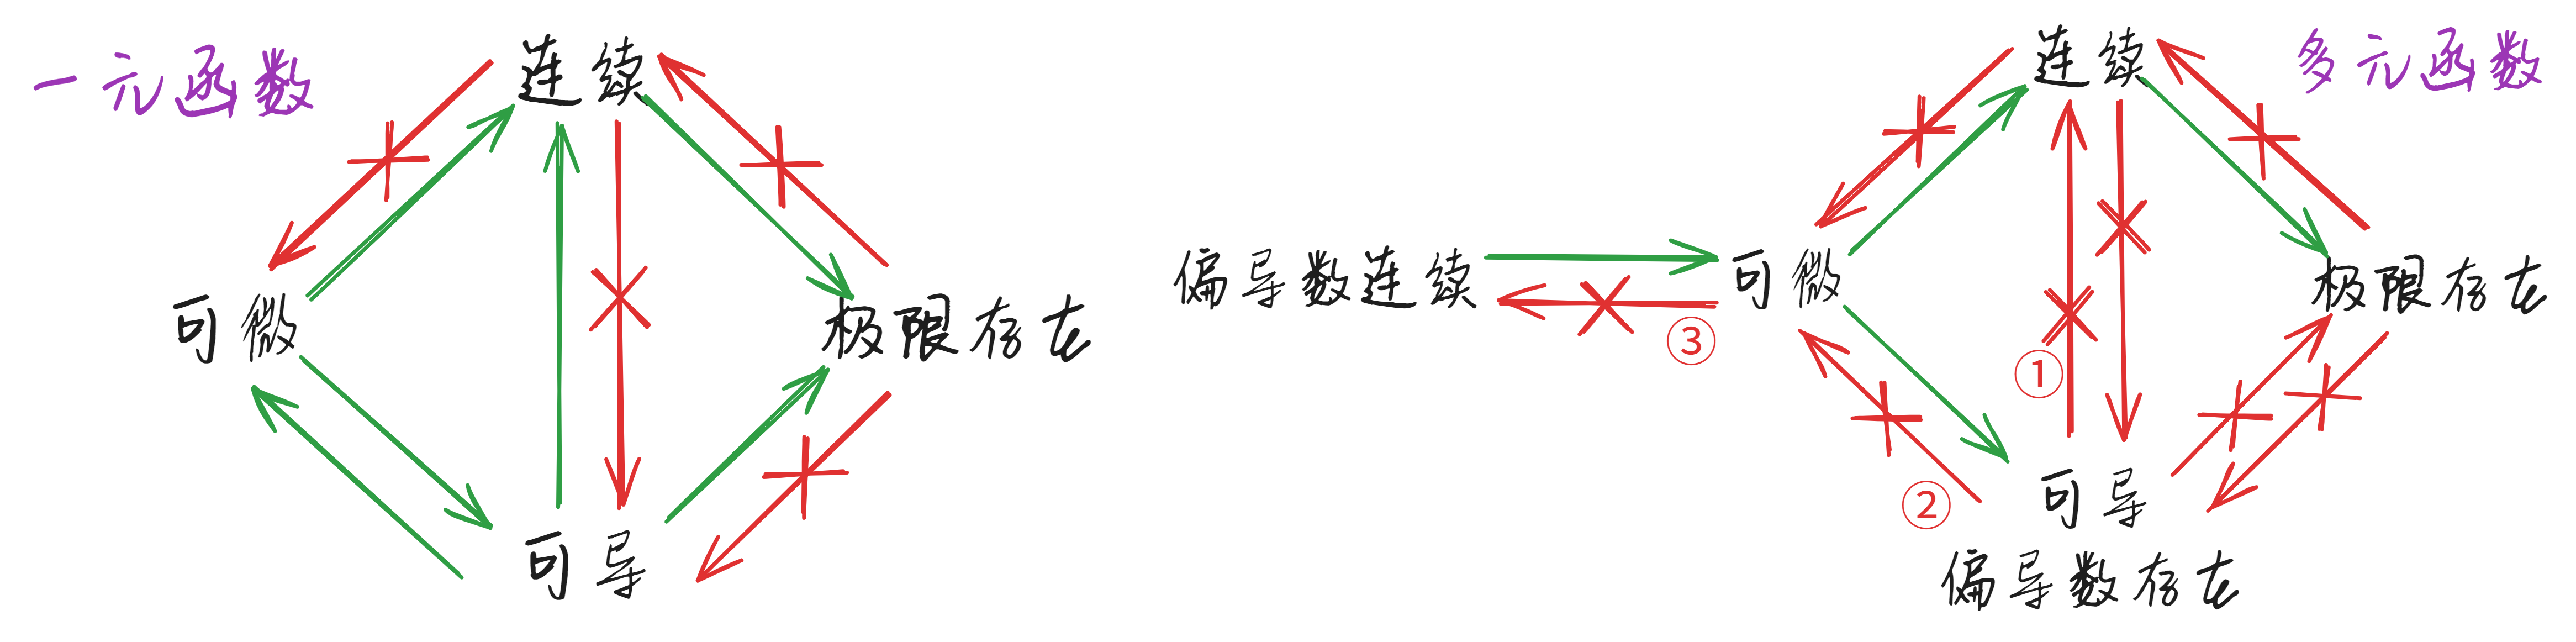 一元函数
连续
可微
极限存在
可导
多元函数
连续
偏导数连续
可微
极限存在
③
①
②
可导
偏导数存在